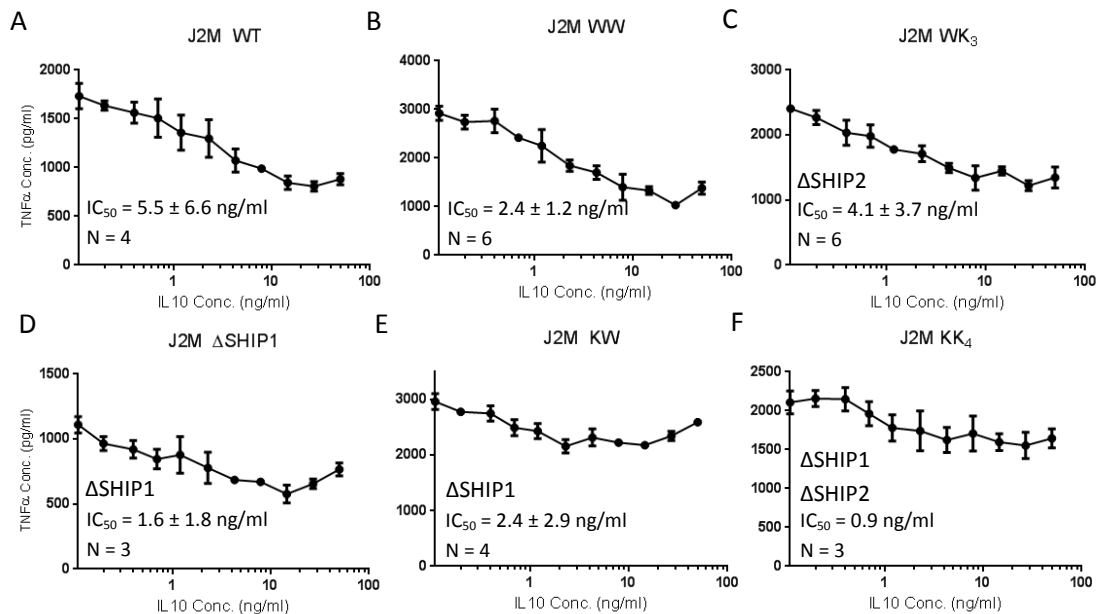 A
J2M WT
2000
1500
1000
500
0
TNFα Conc. (pg/ml)
IC50 = 5.5 ± 6.6 ng/ml
N = 4
1 10 100
IL10 Conc. (ng/ml)
B
J2M WW
4000
3000
2000
1000
0
IC50 = 2.4 ± 1.2 ng/ml
N = 6
1 10 100
IL10 Conc. (ng/ml)
C
J2M WK3
3000
2000
1000
0
ΔSHIP2
IC50 = 4.1 ± 3.7 ng/ml
N = 6
1 10 100
IL10 Conc. (ng/ml)
D
J2M ΔSHIP1
1500
1000
500
0
TNFα Conc. (pg/ml)
ΔSHIP1
IC50 = 1.6 ± 1.8 ng/ml
N = 3
1 10 100
IL10 Conc. (ng/ml)
E
J2M KW
3000
2000
1000
0
ΔSHIP1
IC50 = 2.4 ± 2.9 ng/ml
N = 4
1 10 100
IL10 Conc. (ng/ml)
F
J2M KK4
2500
2000
1500
1000
500
0
ΔSHIP1
ΔSHIP2
IC50 = 0.9 ng/ml
N = 3
1 10 100
IL10 Conc. (ng/ml)